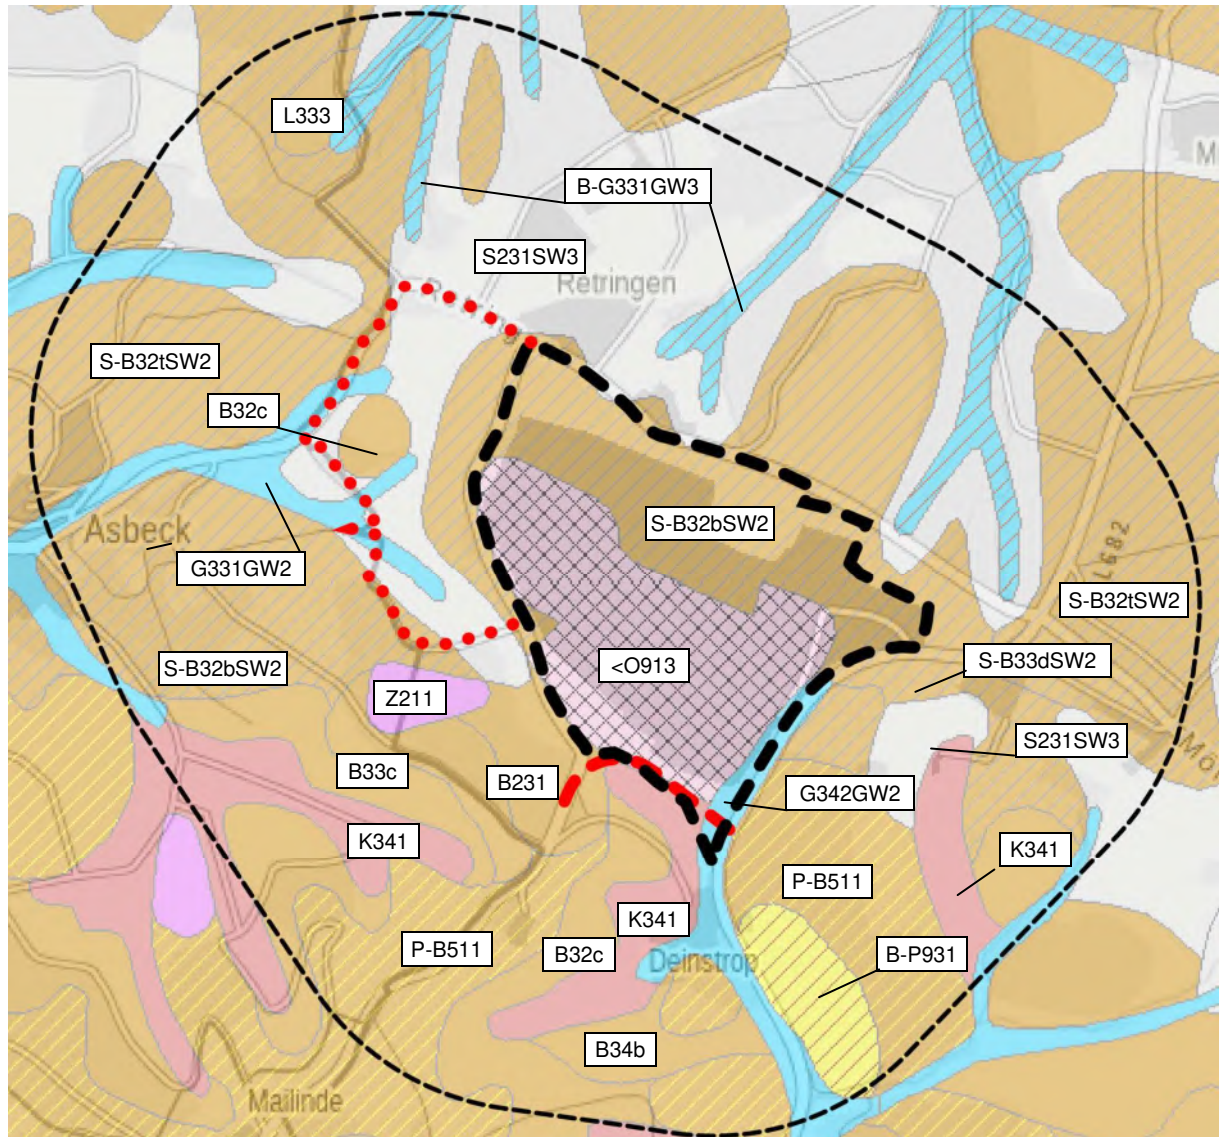 L333
B-G331GW3
S231SW3
Retringen
S-B32tSW2
B32c
S-B32bSW2
Asbeck
L682
G331GW2
S-B32tSW2
<O913
S-B33dSW2
S-B32bSW2
Z211
S231SW3
B33c
B231
G342GW2
K341
K341
P-B511
K341
P-B511
B32c
B-P931
Deinstrop
B34b
Mailinde